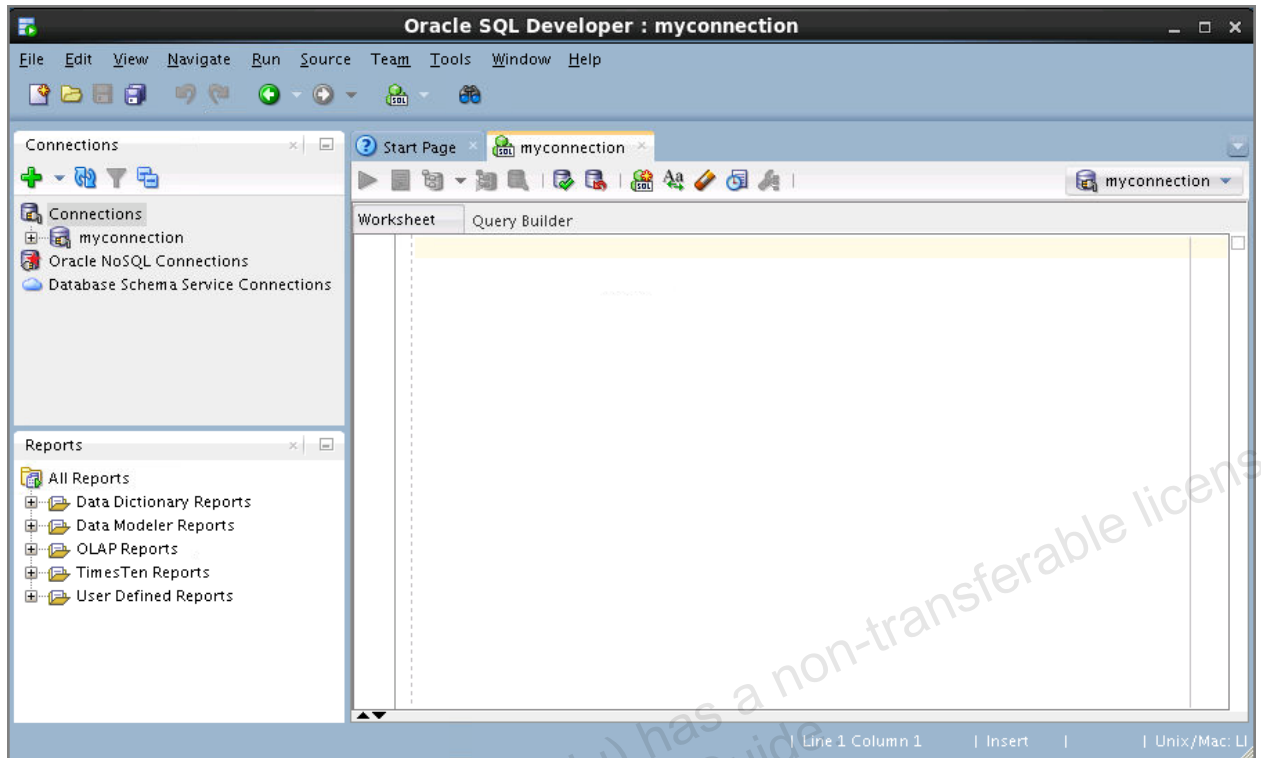 Oracle SQL Developer : myconnection
File Edit View Navigate Run Source Team Tools Window Help
Connections
Connections
myconnection
Oracle NoSQL Connections
Database Schema Service Connections
Reports
All Reports
Data Dictionary Reports
Data Modeler Reports
OLAP Reports
TimesTen Reports
User Defined Reports
Start Page myconnection
myconnection
Worksheet Query Builder
has a non-transferable licens
Line 1 Column 1 | Insert | | Unix/Mac: LI